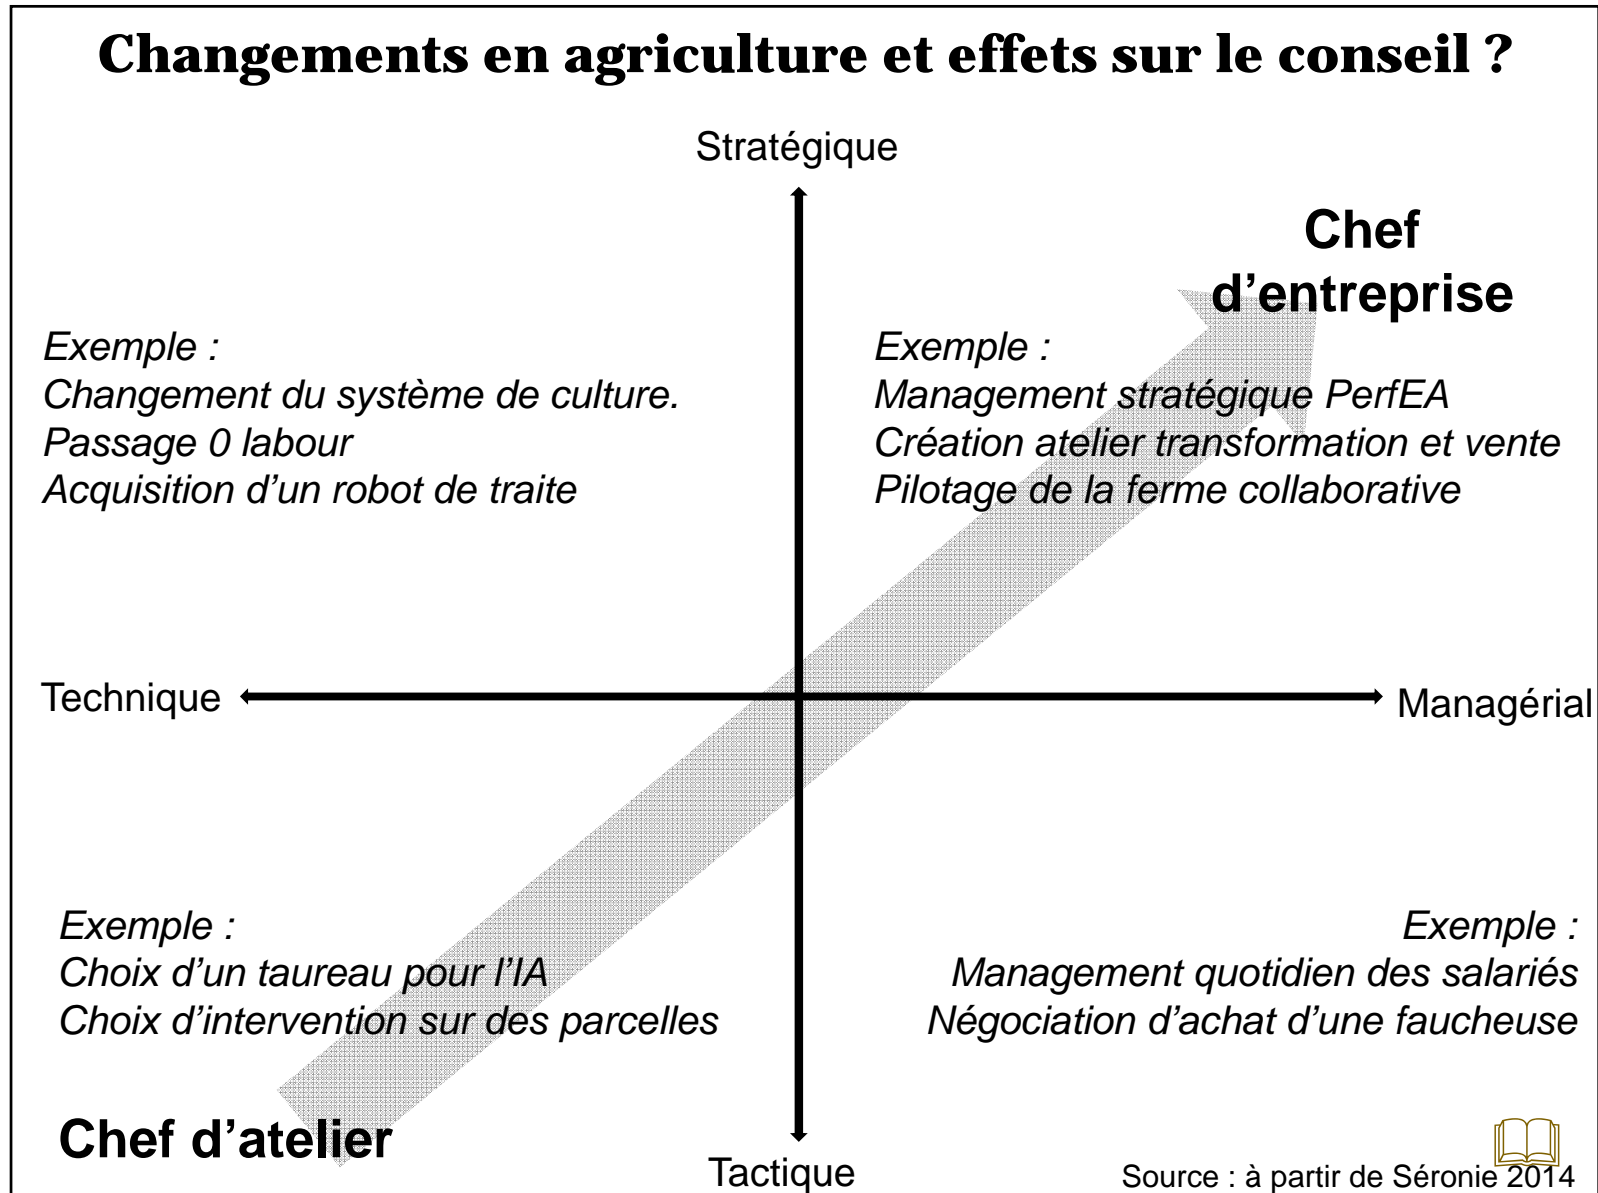 Changements en agriculture et effets sur le conseil ?
Stratégique
Chef
d’entreprise
Exemple :
Changement du système de culture.
Passage 0 labour
Acquisition d’un robot de traite
Exemple :
Management stratégique PerfEA
Création atelier transformation et vente
Pilotage de la ferme collaborative
Technique
Managérial
Exemple :
Choix d’un taureau pour l’IA
Choix d’intervention sur des parcelles
Exemple :
Management quotidien des salariés
Négociation d’achat d’une faucheuse
Chef d’atelier
Tactique
Source : à partir de Séronie 2014